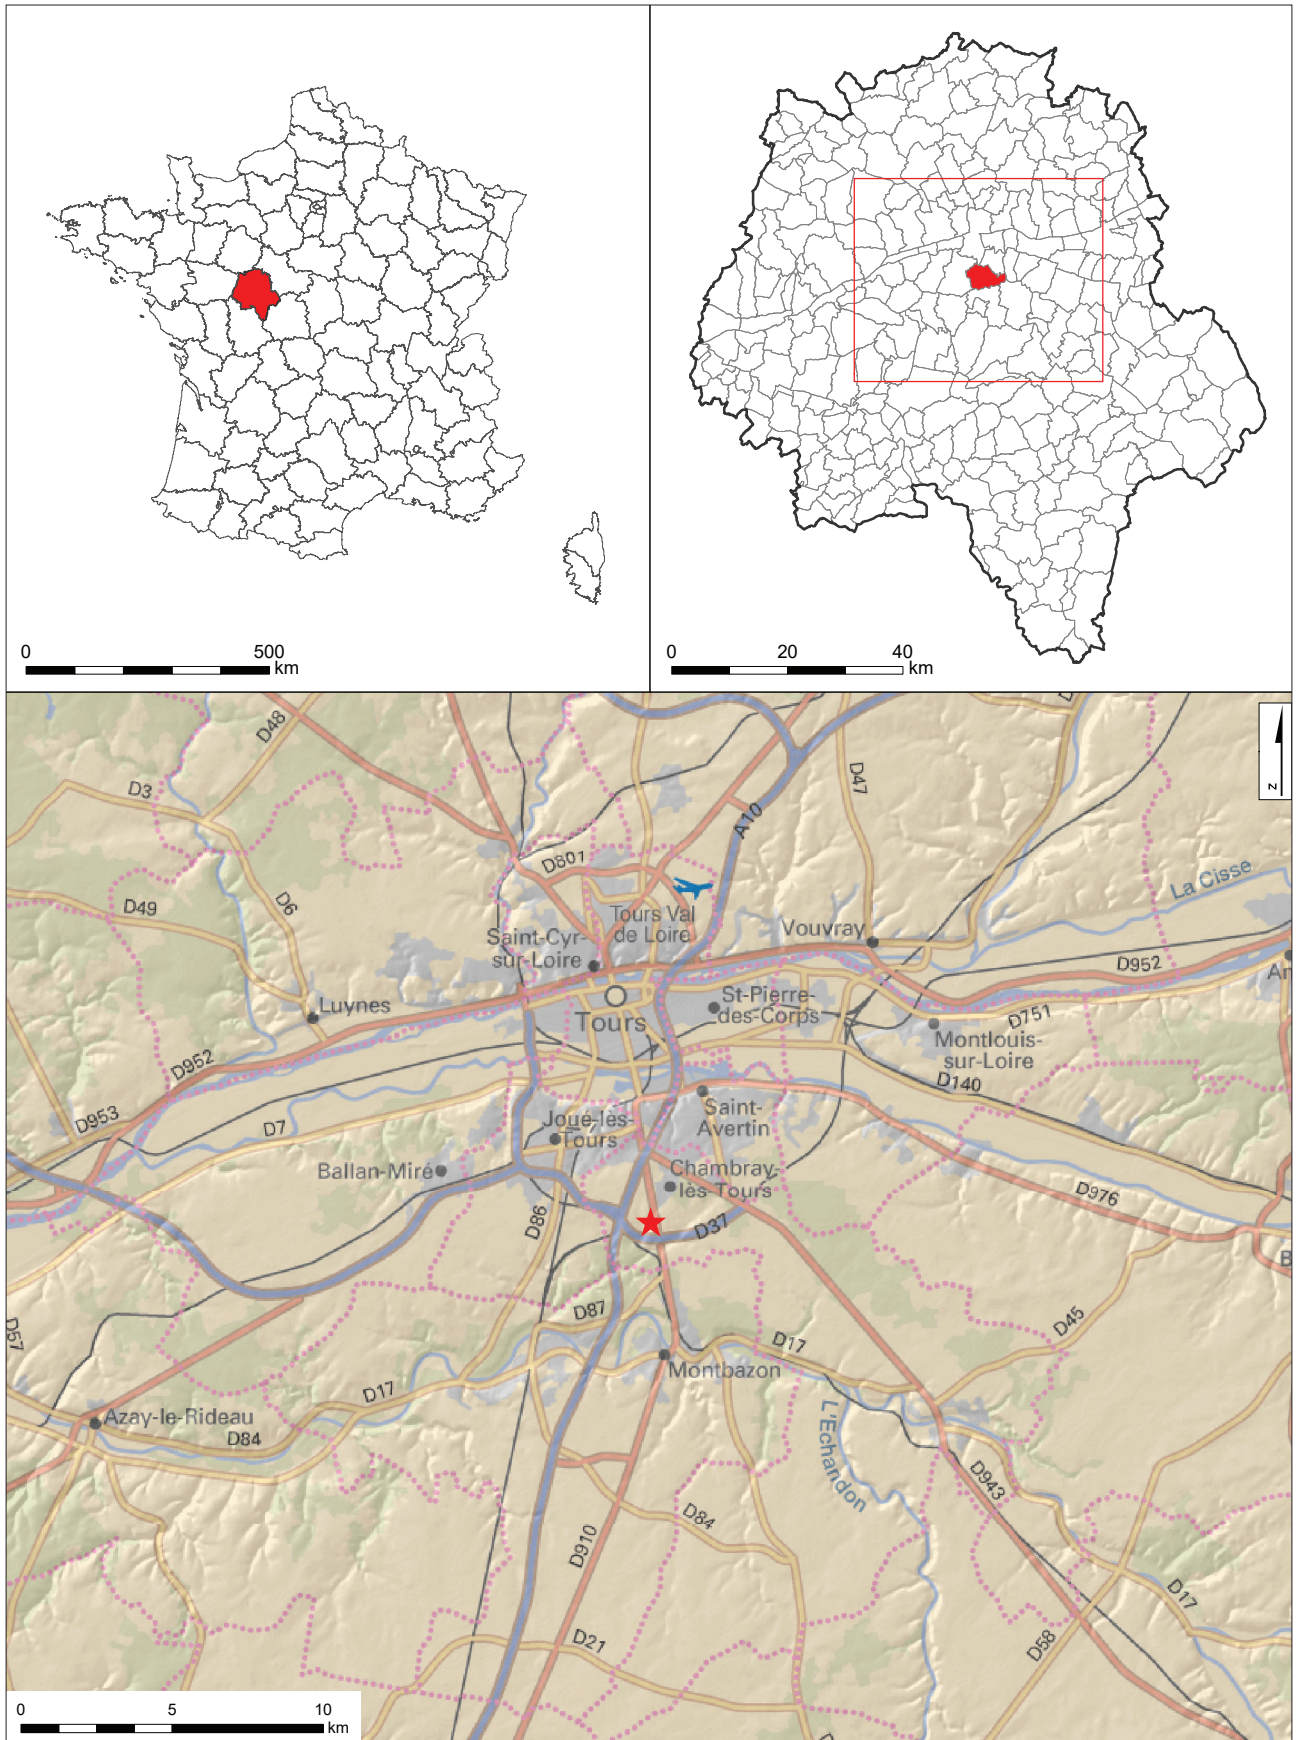 0
500
km
0
20
40
km
N
D48
D3
D47
A10
D801
La Cisse
D49
D6
Tours Val
de Loire
Vouvray
Saint-Cyr-
sur-Loire
D952
An
Luynes
St-Pierre-
des-Corps
Tours
D751
Montlouis-
sur-Loire
D952
D140
D953
D7
Joué-lès-
Tours
Saint-
Avertin
Ballan-Miré
Chambray-
lès-Tours
D976
D86
D37
B
D57
D87
D45
D17
Montbazon
D17
Azay-le-Rideau
D84
L'Echandon
D943
D84
D910
D17
D21
D58
0
5
10
km